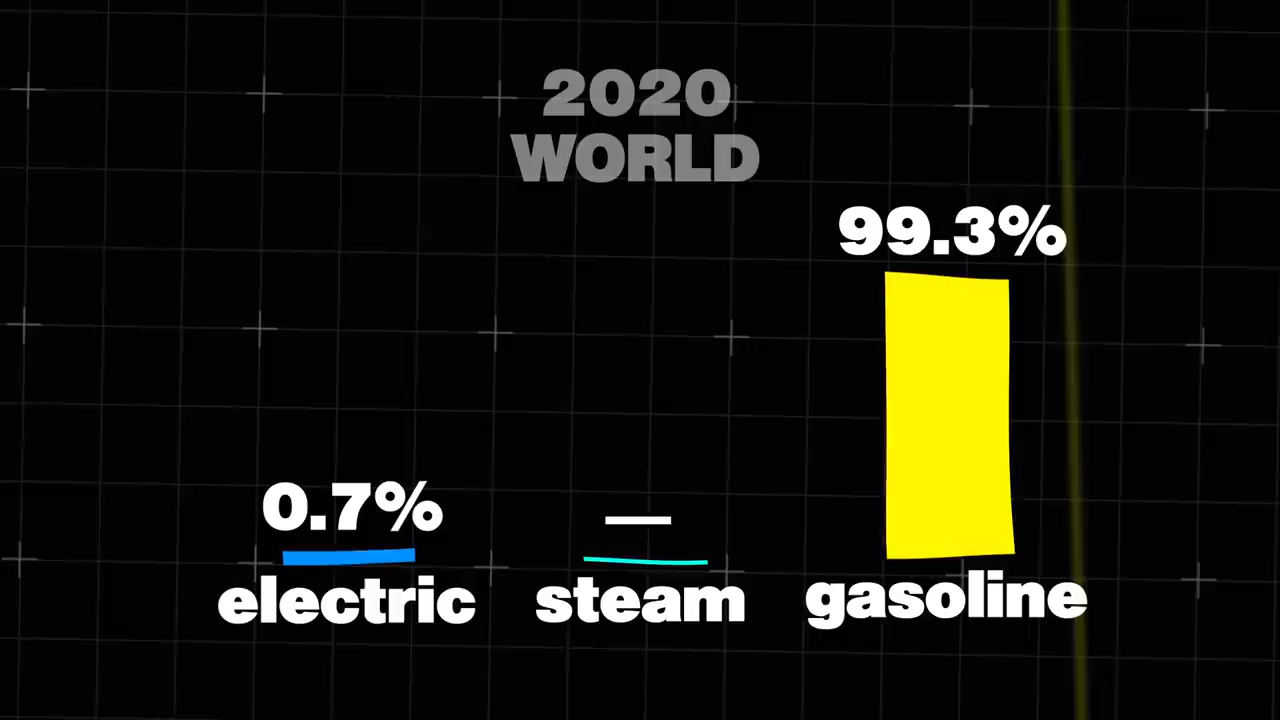 2020
WORLD
99.3%
0.7%
—
electric
steam
gasoline